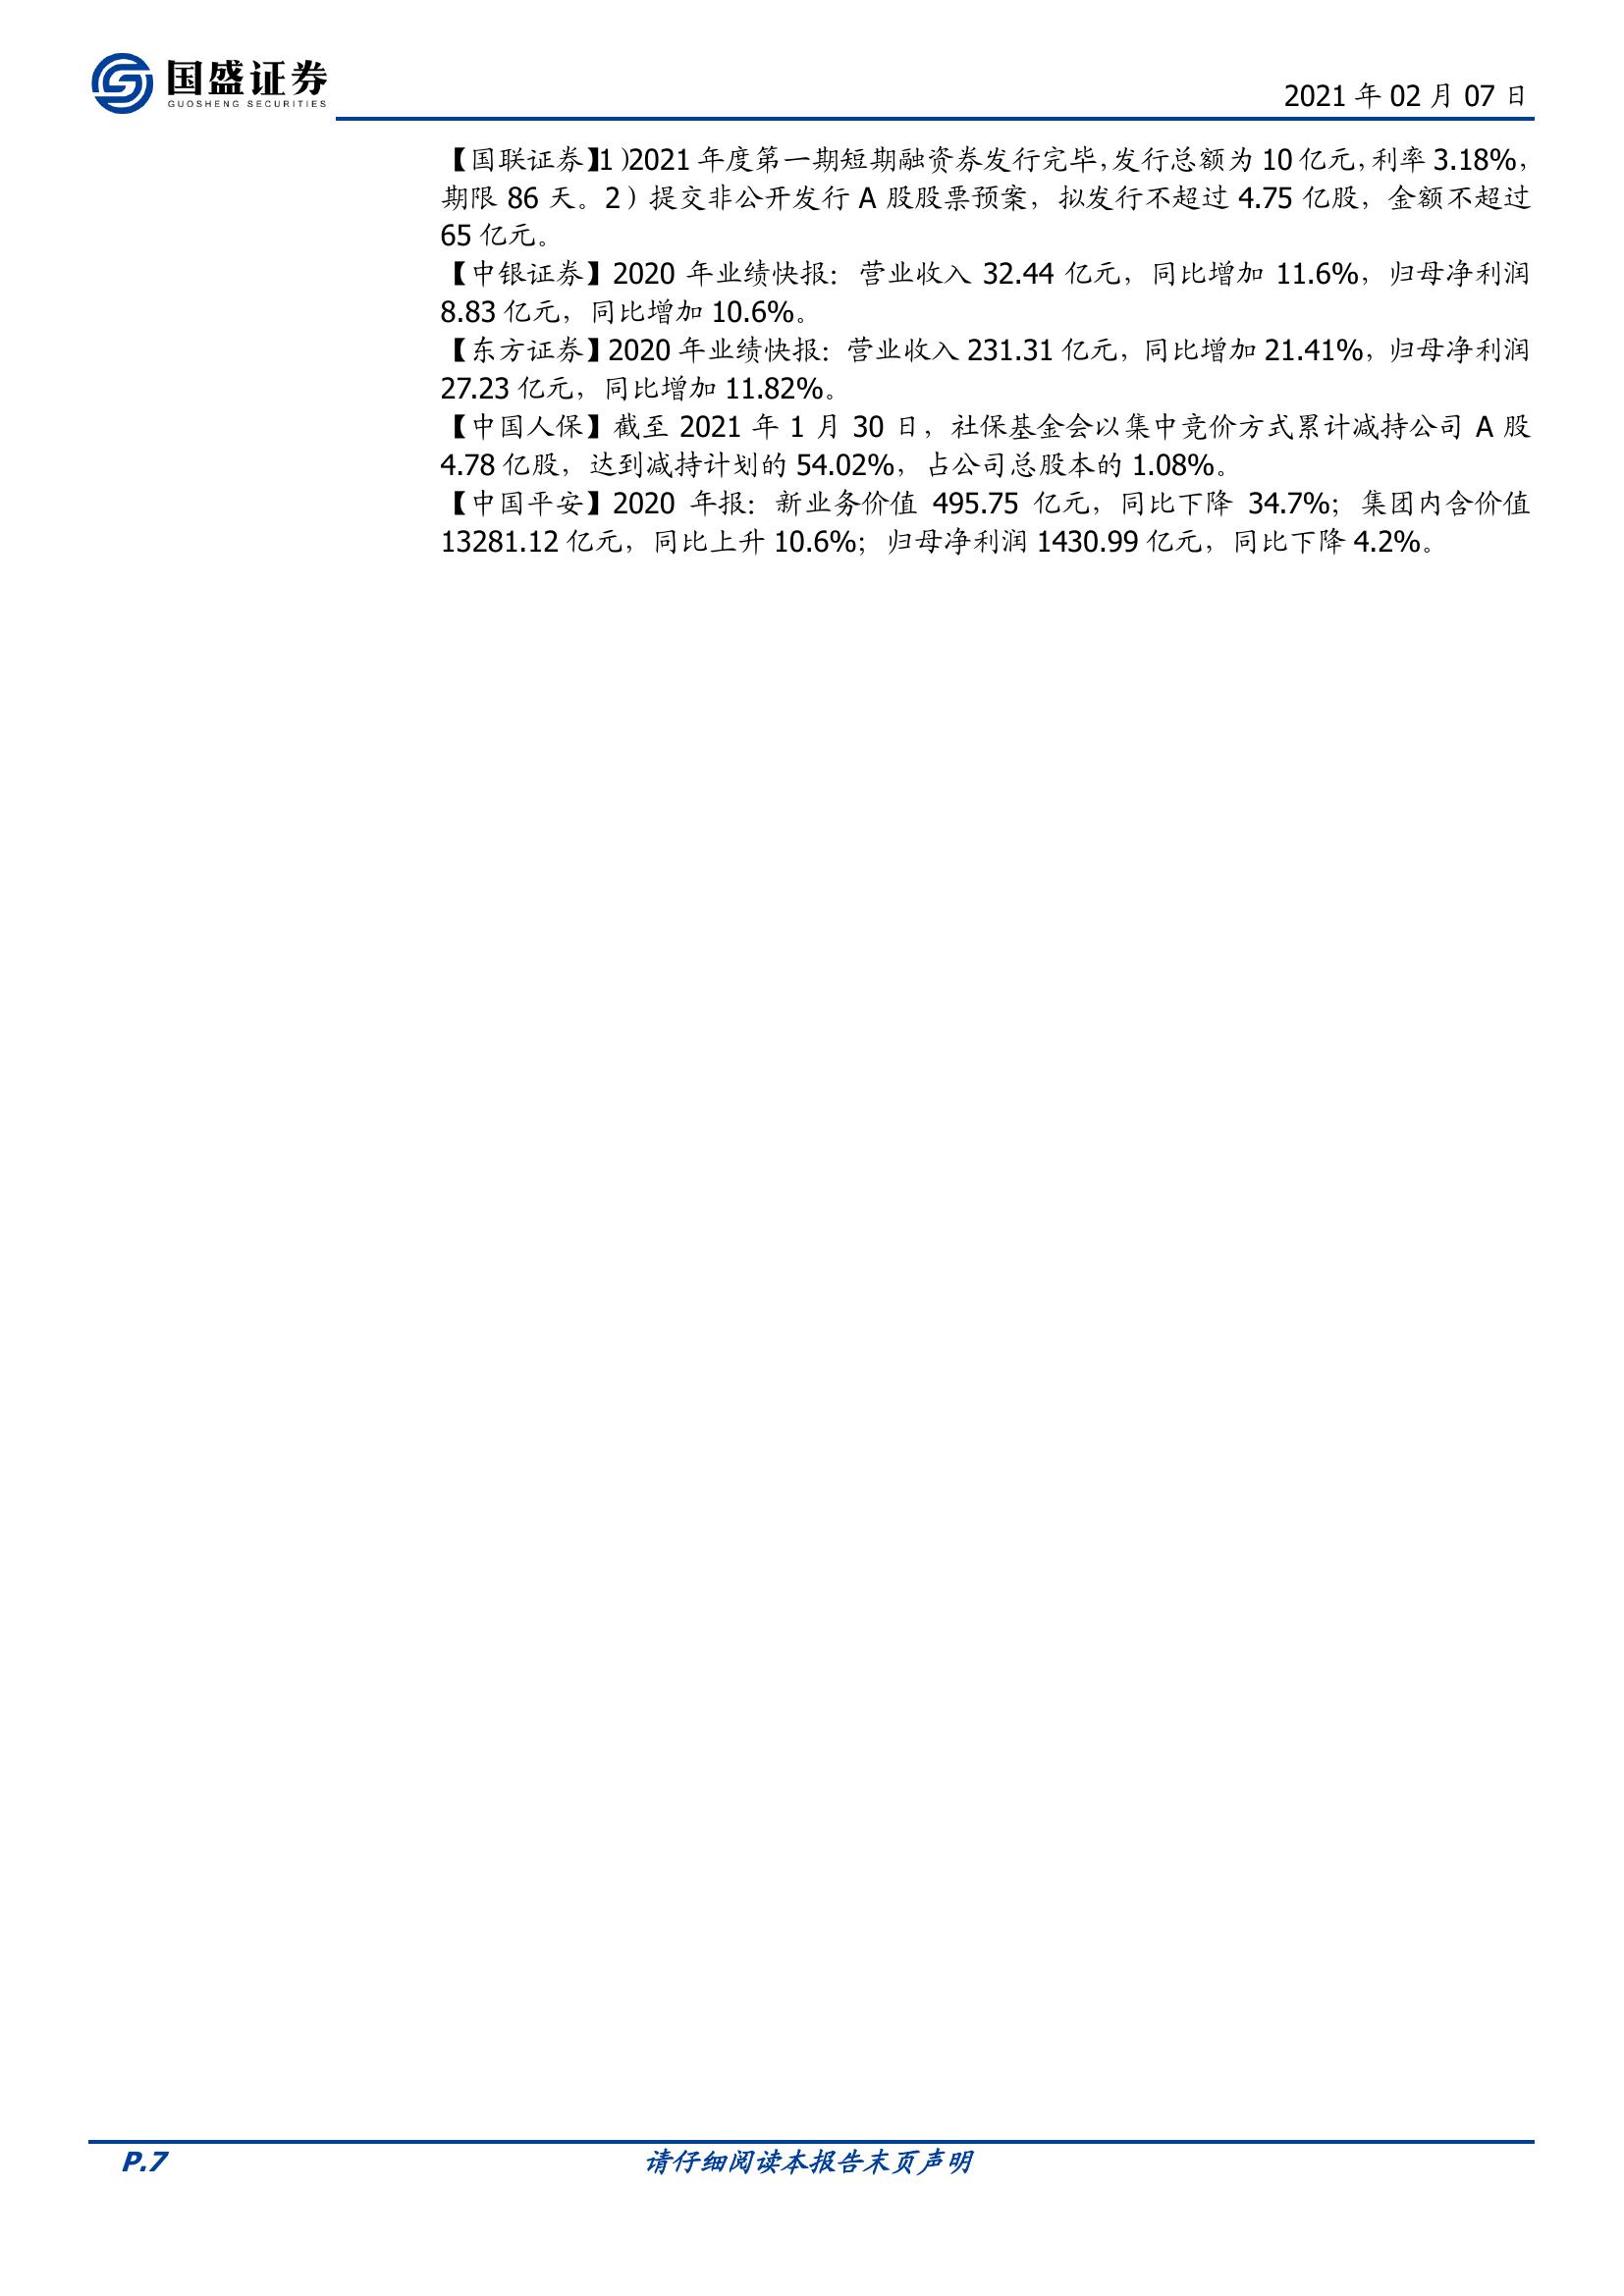 国盛证券
GUOSHENG SECURITIES
2021 年 02 月 07 日
【国联证券】1）2021 年度第一期短期融资券发行完毕，发行总额为 10 亿元，利率 3.18%，
期限 86 天。2）提交非公开发行 A 股股票预案，拟发行不超过 4.75 亿股，金额不超过
65 亿元。
【中银证券】2020 年业绩快报：营业收入 32.44 亿元，同比增加 11.6%，归母净利润
8.83 亿元，同比增加 10.6%。
【东方证券】2020 年业绩快报：营业收入 231.31 亿元，同比增加 21.41%，归母净利润
27.23 亿元，同比增加 11.82%。
【中国人保】截至 2021 年 1 月 30 日，社保基金会以集中竞价方式累计减持公司 A 股
4.78 亿股，达到减持计划的 54.02%，占公司总股本的 1.08%。
【中国平安】2020 年报：新业务价值 495.75 亿元，同比下降 34.7%；集团内含价值
13281.12 亿元，同比上升 10.6%；归母净利润 1430.99 亿元，同比下降 4.2%。
P.7
请仔细阅读本报告末页声明